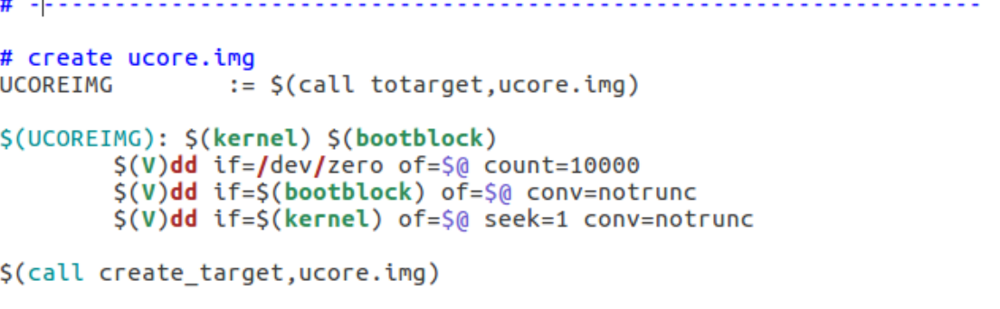 # --------------------------------------------------------------------
# create ucore.img
UCOREIMG        := $(call totarget,ucore.img)
$(UCOREIMG): $(kernel) $(bootblock)
        $(V)dd if=/dev/zero of=$@ count=10000
        $(V)dd if=$(bootblock) of=$@ conv=notrunc
        $(V)dd if=$(kernel) of=$@ seek=1 conv=notrunc
$(call create_target,ucore.img)